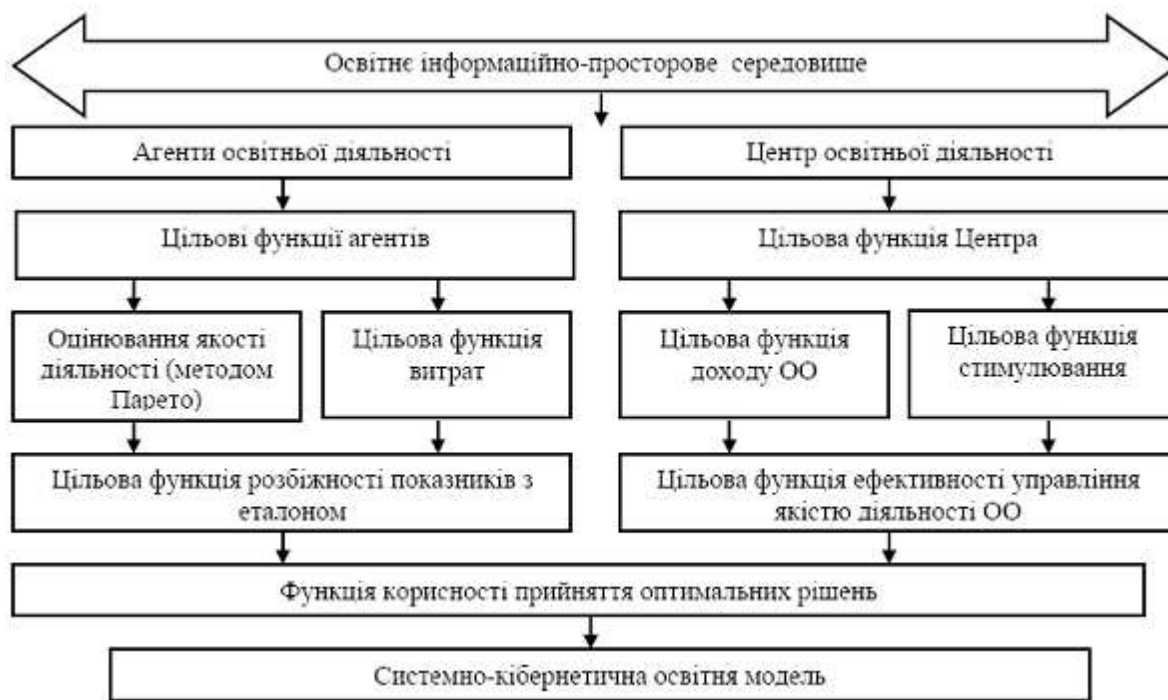 Освітнє інформаційно-просторове середовище
Агенти освітньої діяльності
Центр освітньої діяльності
Цільові функції агентів
Цільова функція Центра
Оцінювання якості
діяльності (методом
Парето)
Цільова функція
витрат
Цільова функція
доходу ОО
Цільова функція
стимулювання
Цільова функція розбіжності показників з
еталоном
Цільова функція ефективності управління
якістю діяльності ОО
Функція корисності прийняття оптимальних рішень
Системно-кібернетична освітня модель